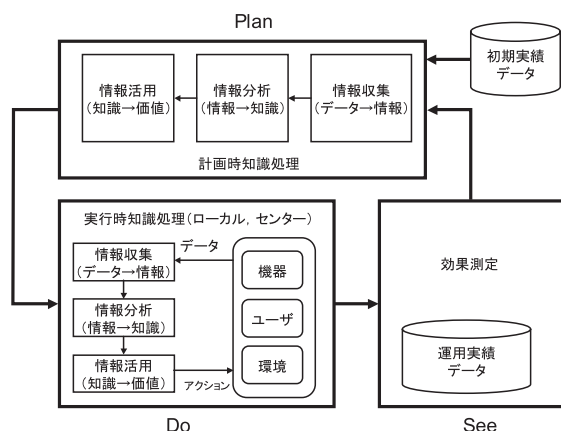 Plan
初期実績
データ
情報活用
(知識→価値)
情報分析
(情報→知識)
情報収集
(データ→情報)
計画時知識処理
実行時知識処理(ローカル, センター)
情報収集
(データ→情報)
データ
情報分析
(情報→知識)
情報活用
(知識→価値)
アクション
機器
ユーザ
環境
効果測定
運用実績
データ
Do
See